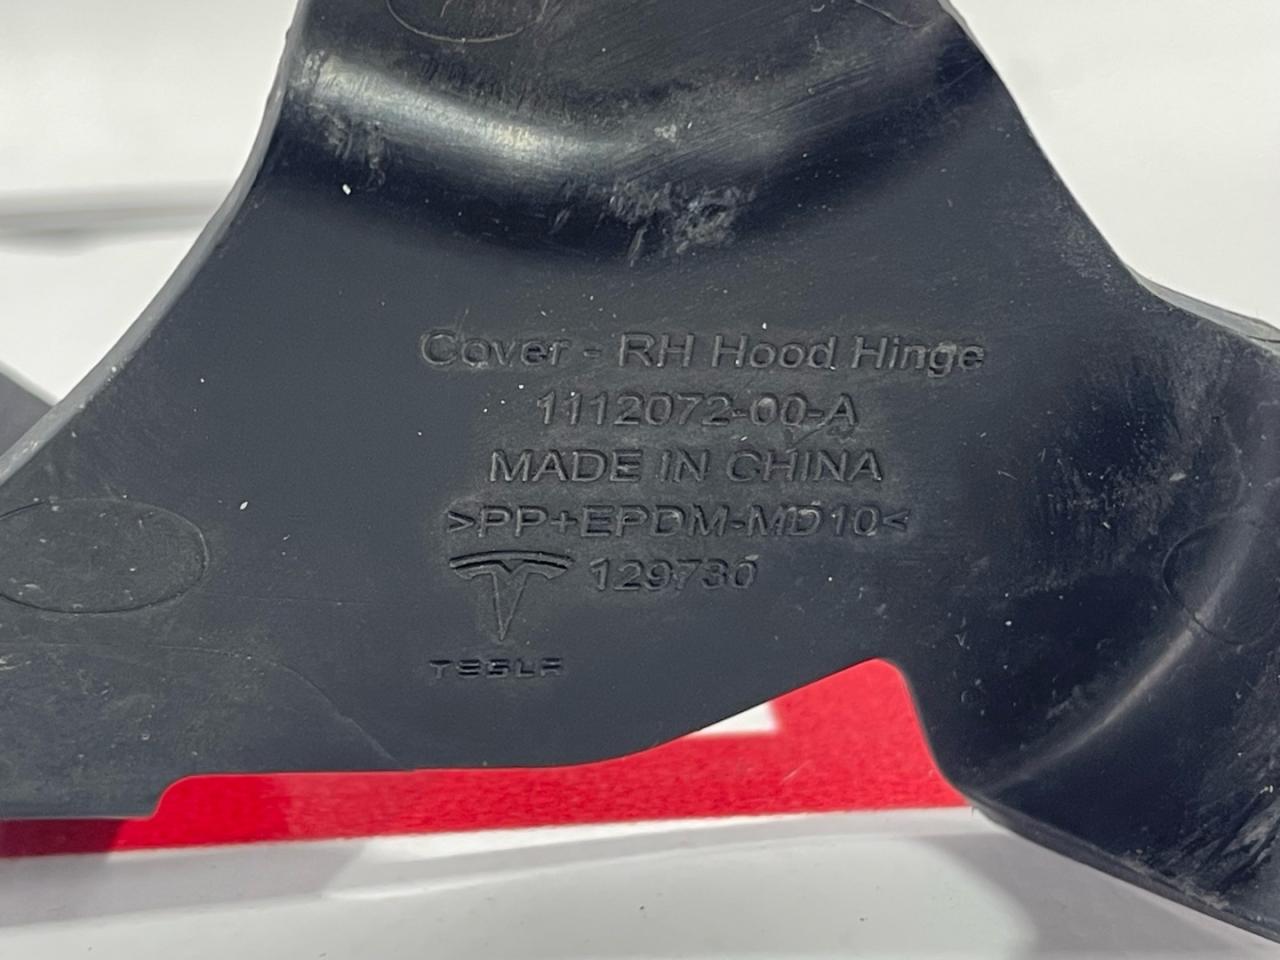 Cover - RH Hood Hinge
1112072-00-A
MADE IN CHINA
>PP+EPDM-MD10<
129730
TESLA